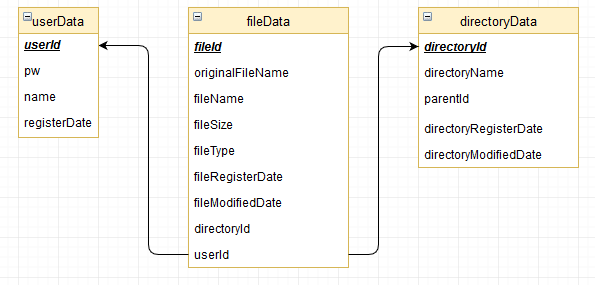 userData
userId
pw
name
registerDate
fileData
fileId
originalFileName
fileName
fileSize
fileType
fileRegisterDate
fileModifiedDate
directoryId
userId
directoryData
directoryId
directoryName
parentId
directoryRegisterDate
directoryModifiedDate